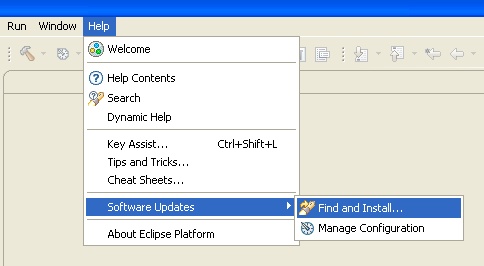 Run Window Help
Welcome
Help Contents
Search
Dynamic Help
Key Assist... Ctrl+Shift+L
Tips and Tricks...
Cheat Sheets...
Software Updates
Find and Install...
Manage Configuration
About Eclipse Platform